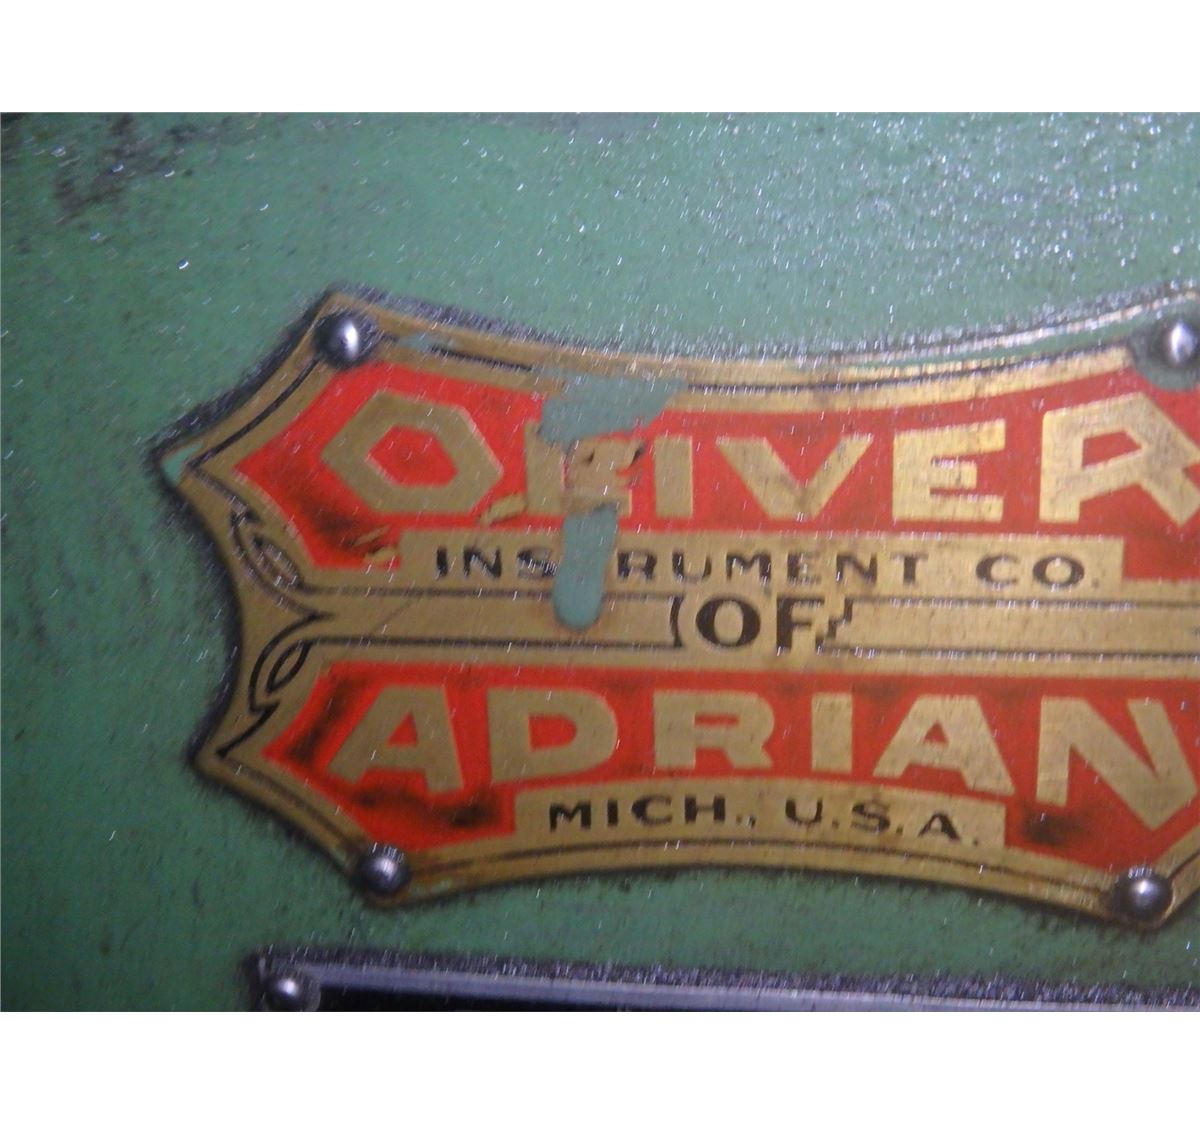 OLIVER
INSTRUMENT CO.
OF
ADRIAN
MICH., U.S.A.